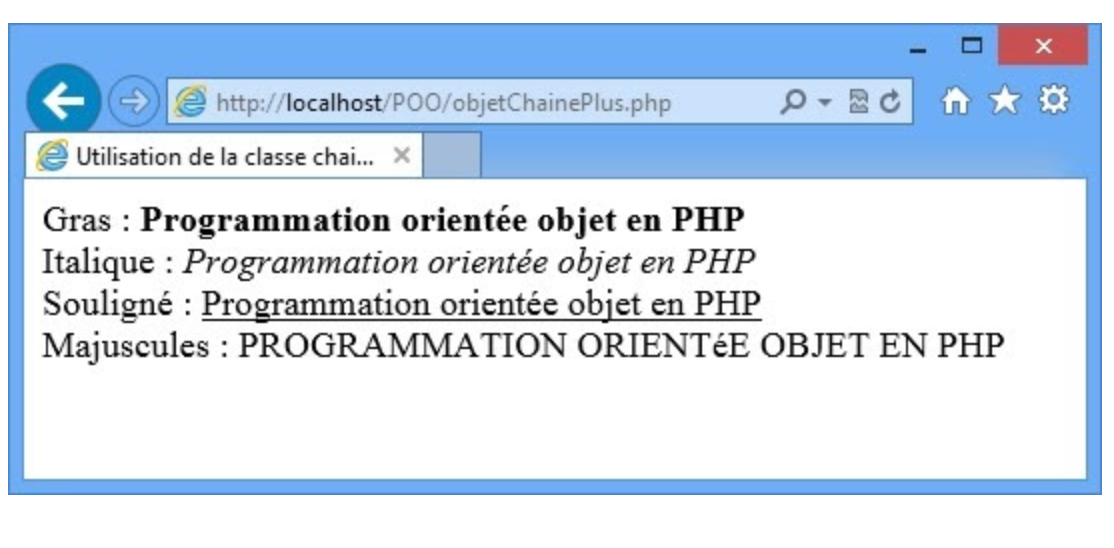 http://localhost/POO/objetChainePlus.php
Utilisation de la classe chai...
Gras : Programmation orientée objet en PHP
Italique : Programmation orientée objet en PHP
Souligné : Programmation orientée objet en PHP
Majuscules : PROGRAMMATION ORIENTéE OBJET EN PHP